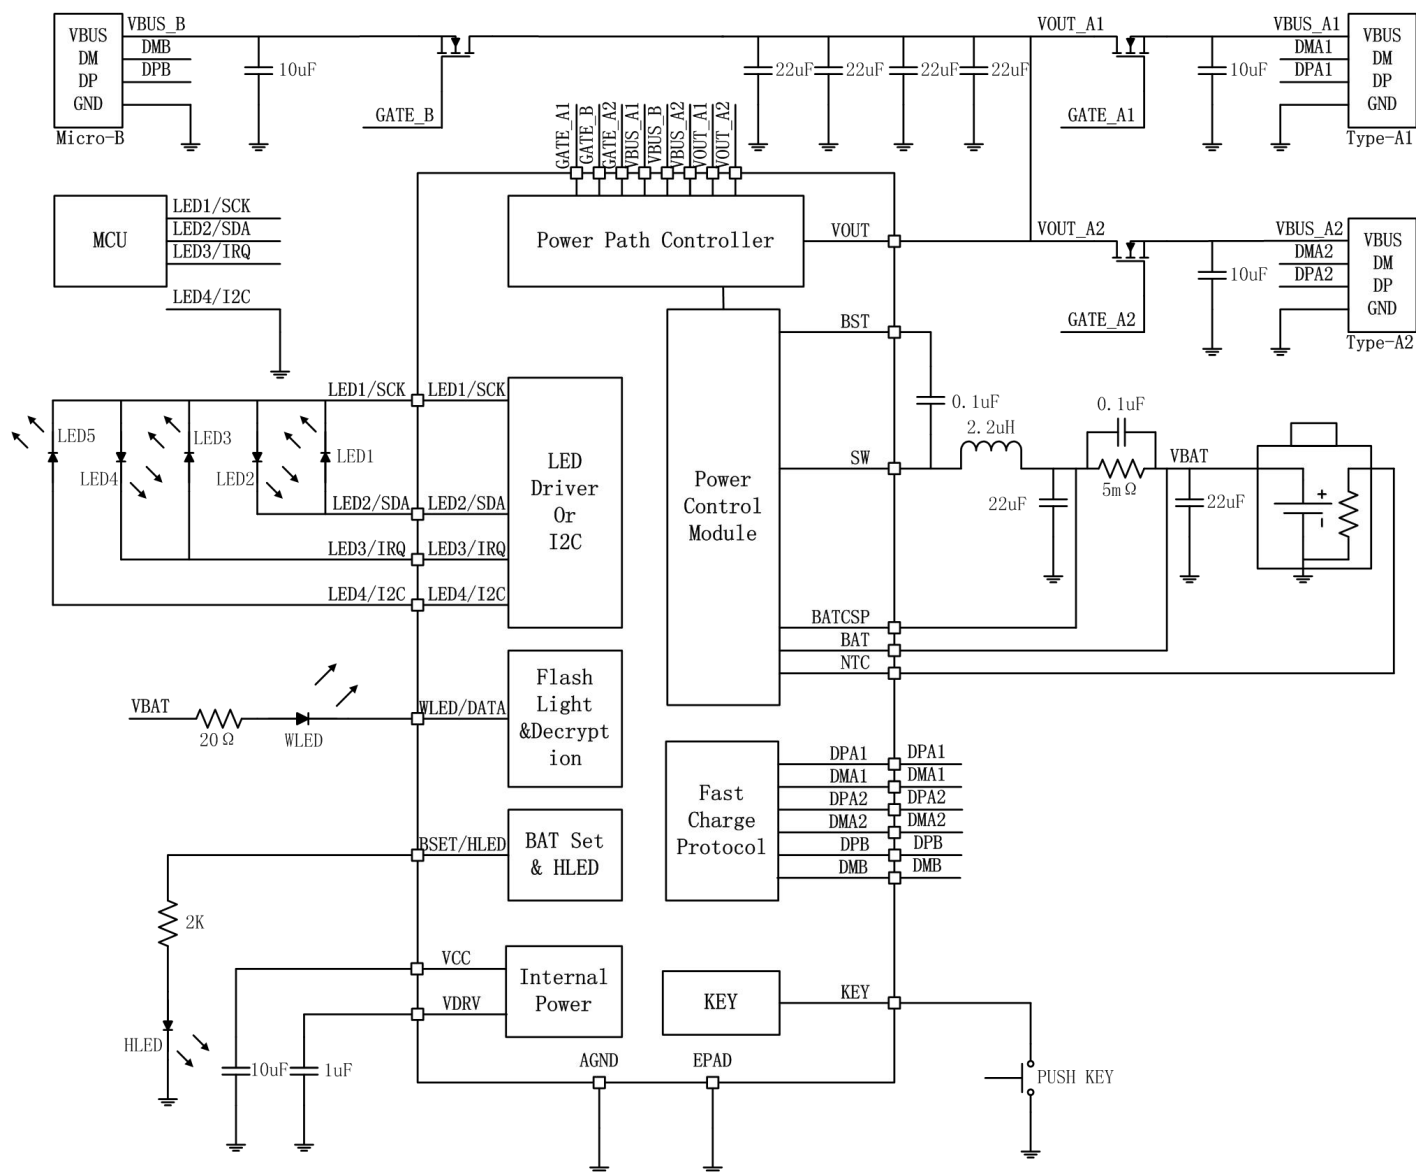 VBUS
DM
DP
GND
Micro-B
VBUS_B
DMB
DPB
10uF
GATE_B
22uF
22uF
22uF
22uF
VOUT_A1
GATE_A1
VBUS_A1
DMA1
DPA1
10uF
VBUS
DM
DP
GND
Type-A1
GATE_A1
GATE_B
GATE_A2
VBUS_A1
VBUS_B
VBUS_A2
VOUT_A1
VOUT_A2
MCU
LED1/SCK
LED2/SDA
LED3/IRQ
LED4/I2C
Power Path Controller
VOUT
VOUT_A2
GATE_A2
VBUS_A2
DMA2
DPA2
10uF
VBUS
DM
DP
GND
Type-A2
BST
0.1uF
2.2uH
SW
0.1uF
5mΩ
VBAT
22uF
22uF
+
-
Power
Control
Module
BATCSP
BAT
NTC
LED5
LED4
LED3
LED2
LED1
LED1/SCK
LED1/SCK
LED2/SDA
LED2/SDA
LED3/IRQ
LED3/IRQ
LED4/I2C
LED4/I2C
LED
Driver
Or
I2C
VBAT
20Ω
WLED
WLED/DATA
Flash
Light
&Decrypt
ion
Fast
Charge
Protocol
DPA1
DPA1
DMA1
DMA1
DPA2
DPA2
DMA2
DMA2
DPB
DPB
DMB
DMB
BSET/HLED
BAT Set
& HLED
2K
HLED
VCC
VDRV
Internal
Power
10uF
1uF
KEY
KEY
PUSH KEY
AGND
EPAD